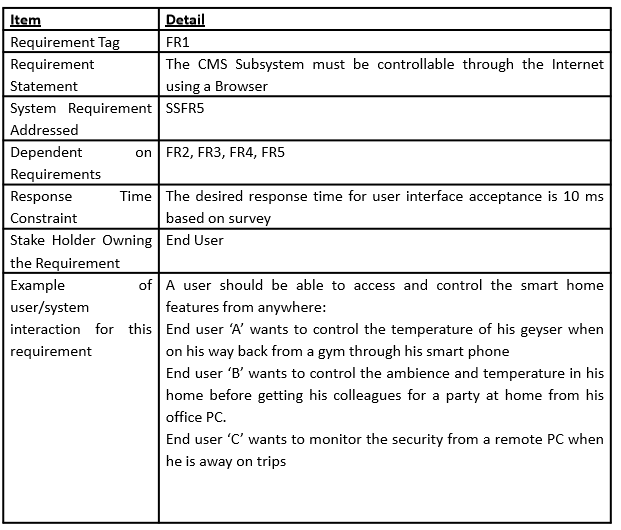 Item Detail
Requirement Tag FR1
Requirement Statement The CMS Subsystem must be controllable through the Internet
using a Browser
System Requirement Addressed SSFR5
Dependent on Requirements FR2, FR3, FR4, FR5
Response Time Constraint The desired response time for user interface acceptance is 10 ms
based on survey
Stake Holder Owning the Requirement End User
Example of
user/system
interaction for this
requirement
A user should be able to access and control the smart home
features from anywhere:
End user ‘A’ wants to control the temperature of his geyser when
on his way back from a gym through his smart phone
End user ‘B’ wants to control the ambience and temperature in his
home before getting his colleagues for a party at home from his
office PC.
End user ‘C’ wants to monitor the security from a remote PC when
he is away on trips